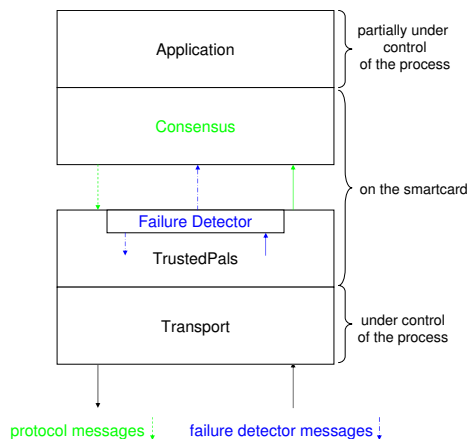 Application
partially under
control
of the process
Consensus
on the smartcard
Failure Detector
TrustedPals
Transport
under control
of the process
protocol messages
failure detector messages